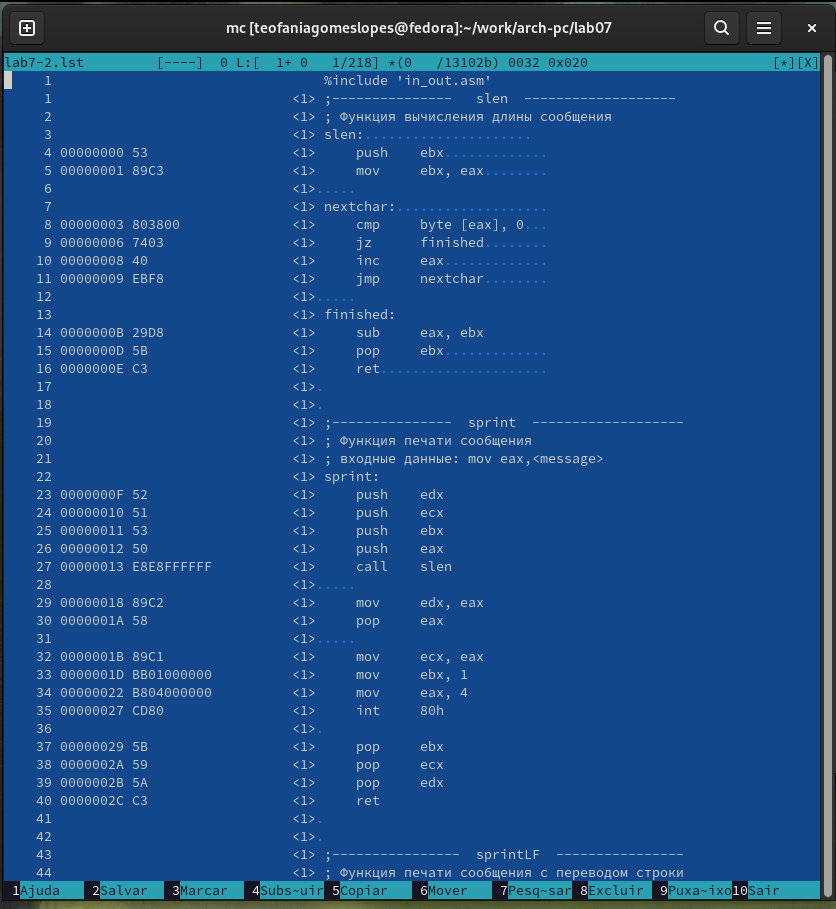 mc [teofaniagomeslopes@fedora]:~/work/arch-pc/lab07
lab7-2.lst [----] 0 L:[ 1+ 0 1/218] *(0 /13102b) 0032 0x020 [*][X]
1 %include 'in_out.asm'
1 <1> ;--------------- slen -------------------
2 <1> ; Функция вычисления длины сообщения
3 <1> slen:.....................
4 00000000 53 <1> push ebx.............
5 00000001 89C3 <1> mov ebx, eax........
6 <1>.....
7 <1> nextchar:...................
8 00000003 803800 <1> cmp byte [eax], 0...
9 00000006 7403 <1> jz finished........
10 00000008 40 <1> inc eax.............
11 00000009 EBF8 <1> jmp nextchar........
12 <1>.....
13 <1> finished:
14 0000000B 29D8 <1> sub eax, ebx
15 0000000D 5B <1> pop ebx.............
16 0000000E C3 <1> ret.....................
17 <1>.
18 <1>.
19 <1> ;--------------- sprint -------------------
20 <1> ; Функция печати сообщения
21 <1> ; входные данные: mov eax,<message>
22 <1> sprint:
23 0000000F 52 <1> push edx
24 00000010 51 <1> push ecx
25 00000011 53 <1> push ebx
26 00000012 50 <1> push eax
27 00000013 E8E8FFFFFF <1> call slen
28 <1>.....
29 00000018 89C2 <1> mov edx, eax
30 0000001A 58 <1> pop eax
31 <1>.....
32 0000001B 89C1 <1> mov ecx, eax
33 0000001D BB01000000 <1> mov ebx, 1
34 00000022 B804000000 <1> mov eax, 4
35 00000027 CD80 <1> int 80h
36 <1>.
37 00000029 5B <1> pop ebx
38 0000002A 59 <1> pop ecx
39 0000002B 5A <1> pop edx
40 0000002C C3 <1> ret
41 <1>.
42 <1>.
43 <1> ;---------------- sprintLF ----------------
44 <1> ; Функция печати сообщения с переводом строки
1Ajuda 2Salvar 3Marcar 4Subs~uir 5Copiar 6Mover 7Pesq~sar 8Excluir 9Puxa~ixo 10Sair